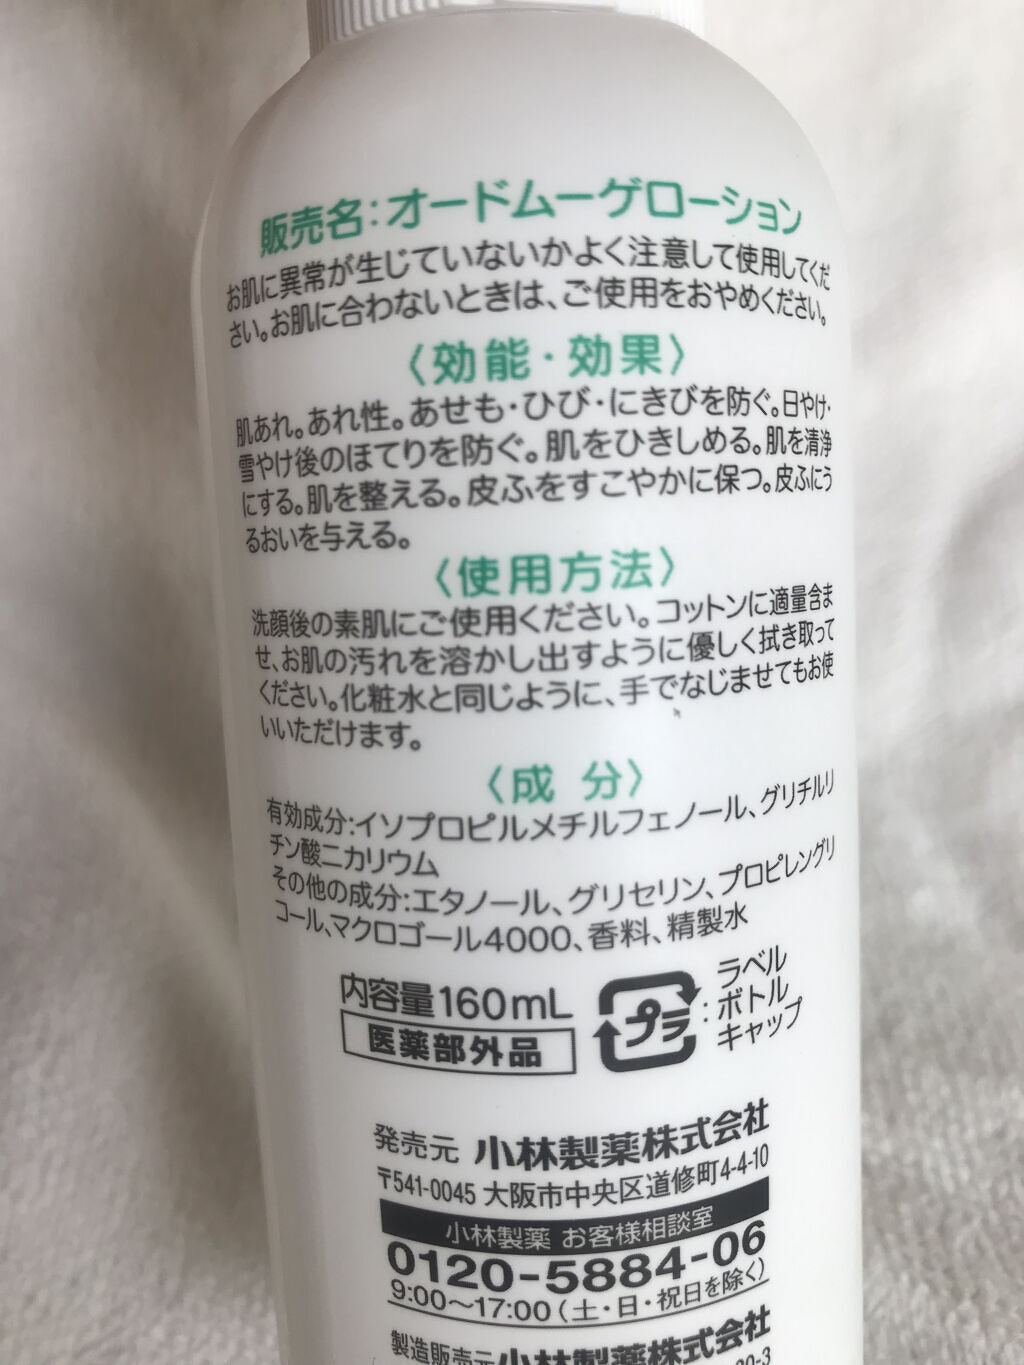 販売名:オードムーゲローション
お肌に異常が生じていないかよく注意して使用してくだ
さい。お肌に合わないときは、ご使用をおやめください。
〈効能・効果〉
肌あれ。あれ性。あせも・ひび・にきびを防ぐ。日やけ・
雪やけ後のほてりを防ぐ。肌をひきしめる。肌を清浄
にする。肌を整える。皮ふをすこやかに保つ。皮ふにう
るおいを与える。
〈使用方法〉
洗顔後の素肌にご使用ください。コットンに適量含ま
せ、お肌の汚れを溶かし出すように優しく拭き取って
ください。化粧水と同じように、手でなじませてもお使
いいただけます。
〈成分〉
有効成分:イソプロピルメチルフェノール、グリチルリ
チン酸二カリウム
その他の成分:エタノール、グリセリン、プロピレングリ
コール、マクロゴール4000、香料、精製水
内容量160mL
医薬部外品
プラ
:
ラベル
ボトル
キャップ
発売元 小林製薬株式会社
〒541-0045 大阪市中央区道修町4-4-10
小林製薬 お客様相談室
0120-5884-06
9:00〜17:00(土・日・祝日を除く)
製造販売元 小林製薬株式会社